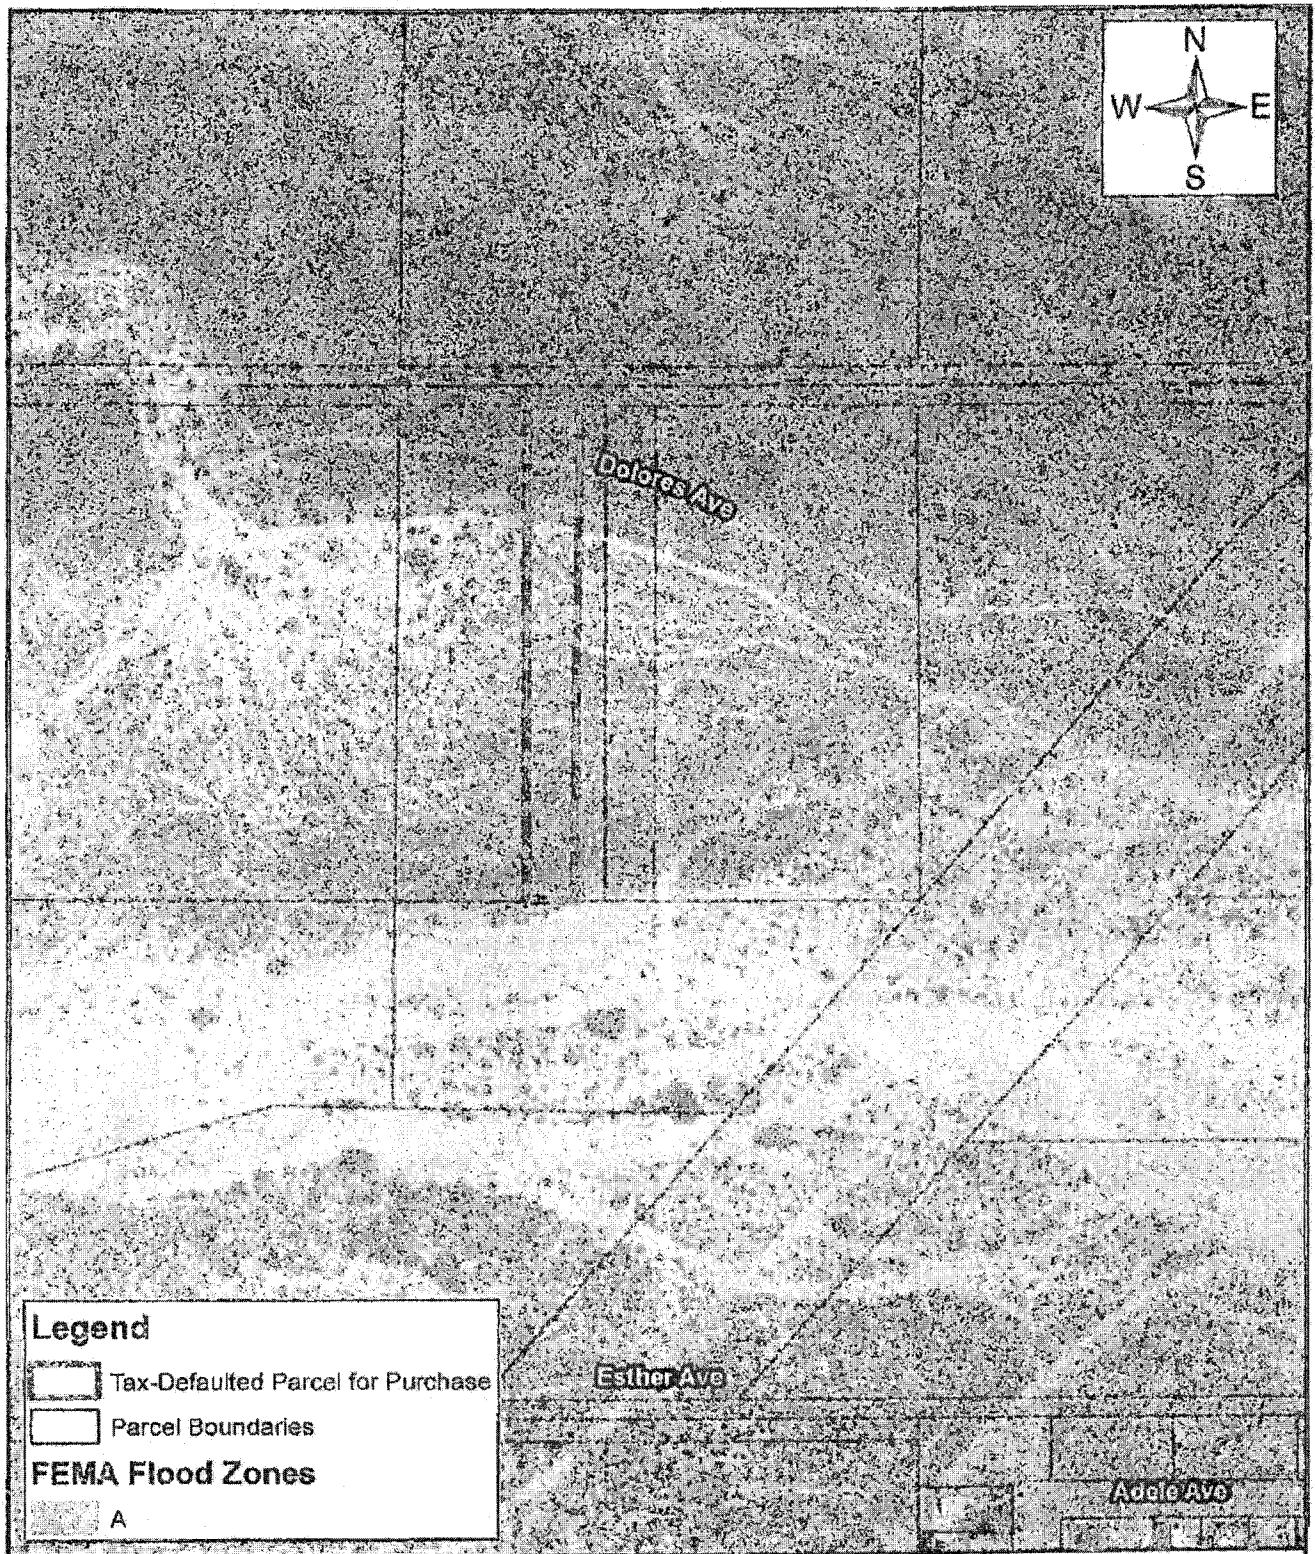 N
W E
S
Dolores Ave
Legend
Tax-Defaulted Parcel for Purchase
Esther Ave
Parcel Boundaries
FEMA Flood Zones
Adele Ave
A